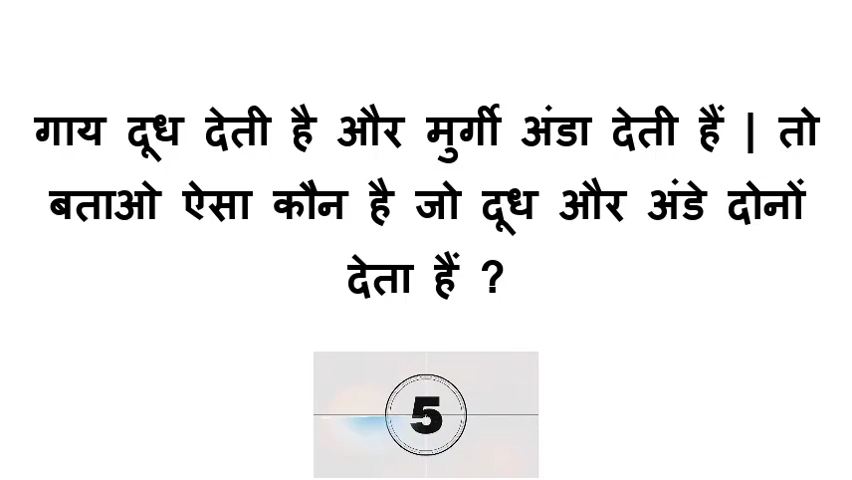 गाय दूध देती है और मुर्गी अंडा देती हैं | तो
बताओ ऐसा कौन है जो दूध और अंडे दोनों
देता हैं ?
5